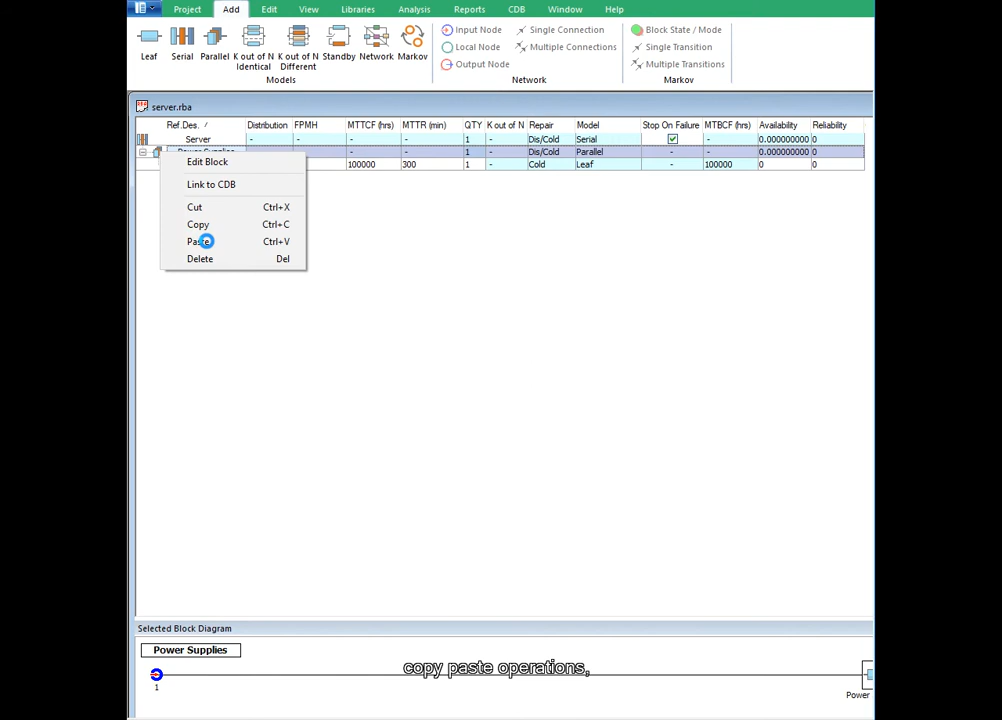 Project Add Edit View Libraries Analysis Reports CDB Window Help
Leaf Serial Parallel K out of N Identical K out of N Different Standby Network Markov
Models
Input Node Single Connection
Local Node Multiple Connections
Output Node
Network
Block State / Mode
Single Transition
Multiple Transitions
Markov
server.rba
Ref.Des. / Distribution FPMH MTTCF (hrs) MTTR (min) QTY K out of N Repair Model Stop On Failure MTBCF (hrs) Availability Reliability
Server - - - - 1 - Dis/Cold Serial - 0.000000000 0
Power Supplies - - 1 - Dis/Cold Parallel - - 0.000000000 0
100000 300 1 - Cold Leaf - 100000 0 0
Edit Block
Link to CDB
Cut Ctrl+X
Copy Ctrl+C
Paste Ctrl+V
Delete Del
Selected Block Diagram
Power Supplies
1
Power
copy paste operations,